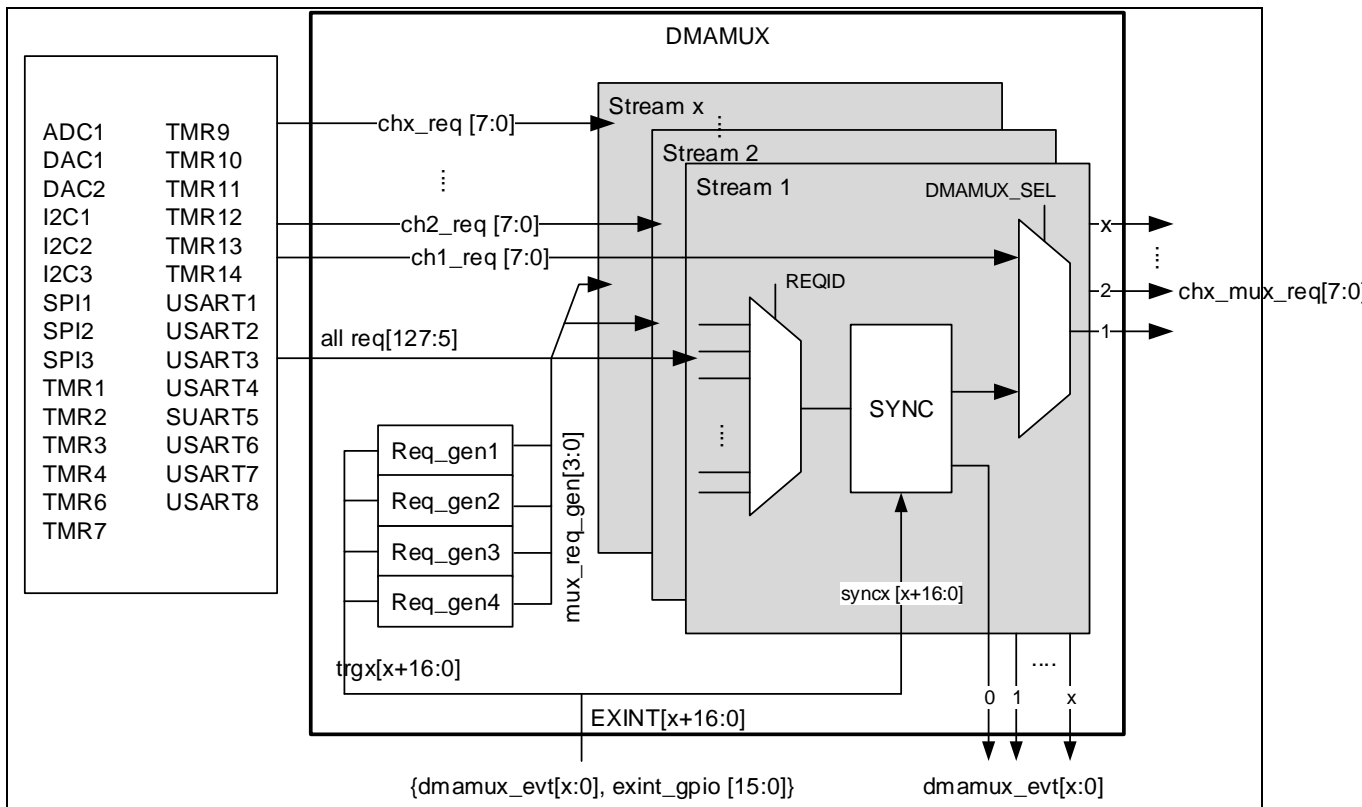 DMAMUX
ADC1 TMR9
DAC1 TMR10
DAC2 TMR11
I2C1 TMR12
I2C2 TMR13
I2C3 TMR14
SPI1 USART1
SPI2 USART2
SPI3 USART3
TMR1 USART4
TMR2 SUART5
TMR3 USART6
TMR4 USART7
TMR6 USART8
TMR7
chx_req [7:0]
ch2_req [7:0]
ch1_req [7:0]
all req[127:5]
Req_gen1
Req_gen2
Req_gen3
Req_gen4
mux_req_gen[3:0]
trgx[x+16:0]
EXINT[x+16:0]
{dmamux_evt[x:0], exint_gpio [15:0]}
Stream x
Stream 2
Stream 1
DMAMUX_SEL
REQID
SYNC
syncx [x+16:0]
x
2
1
chx_mux_req[7:0]
....
0 1 x
dmamux_evt[x:0]